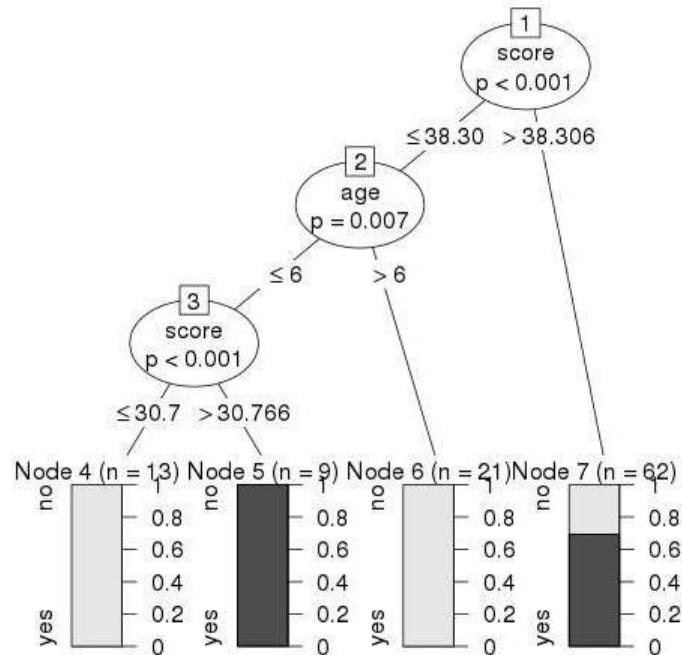 1
score
p < 0.001
≤38.30 > 38.306
2
age
p = 0.007
≤ 6 > 6
3
score
p < 0.001
≤30.7 >30.766
Node 4 (n = 13) Node 5 (n = 9) Node 6 (n = 21) Node 7 (n = 62)
no 1 no 1 no 1 no 1
0.8 0.8 0.8 0.8
0.6 0.6 0.6 0.6
0.4 0.4 0.4 0.4
0.2 0.2 0.2 0.2
yes 0 yes 0 yes 0 yes 0